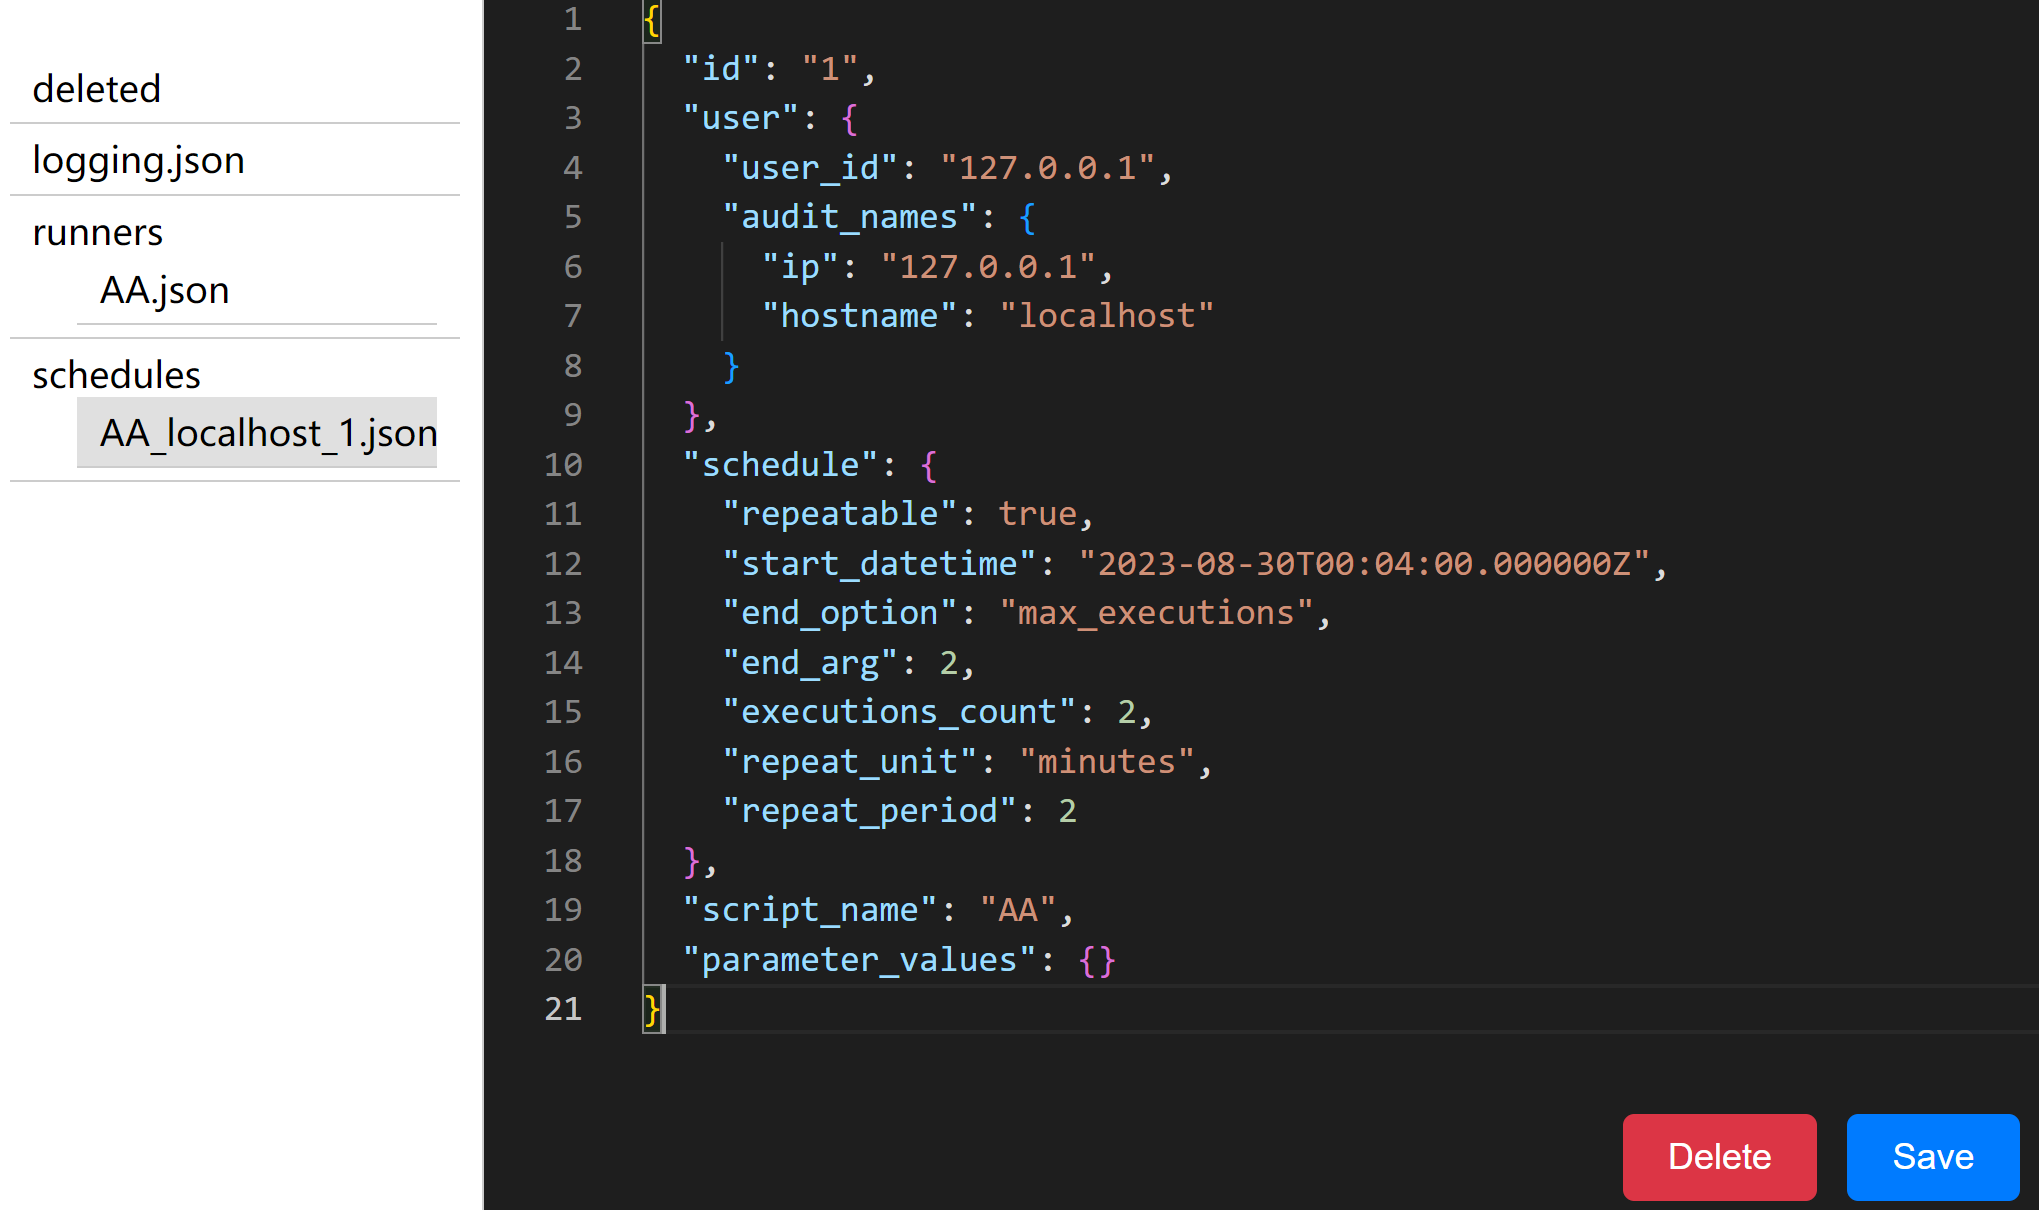 deleted
logging.json
runners
AA.json
schedules
AA_localhost_1.json
1 {
2   "id": "1",
3   "user": {
4     "user_id": "127.0.0.1",
5     "audit_names": {
6       "ip": "127.0.0.1",
7       "hostname": "localhost"
8     }
9   },
10   "schedule": {
11     "repeatable": true,
12     "start_datetime": "2023-08-30T00:04:00.000000Z",
13     "end_option": "max_executions",
14     "end_arg": 2,
15     "executions_count": 2,
16     "repeat_unit": "minutes",
17     "repeat_period": 2
18   },
19   "script_name": "AA",
20   "parameter_values": {}
21 }
Delete Save